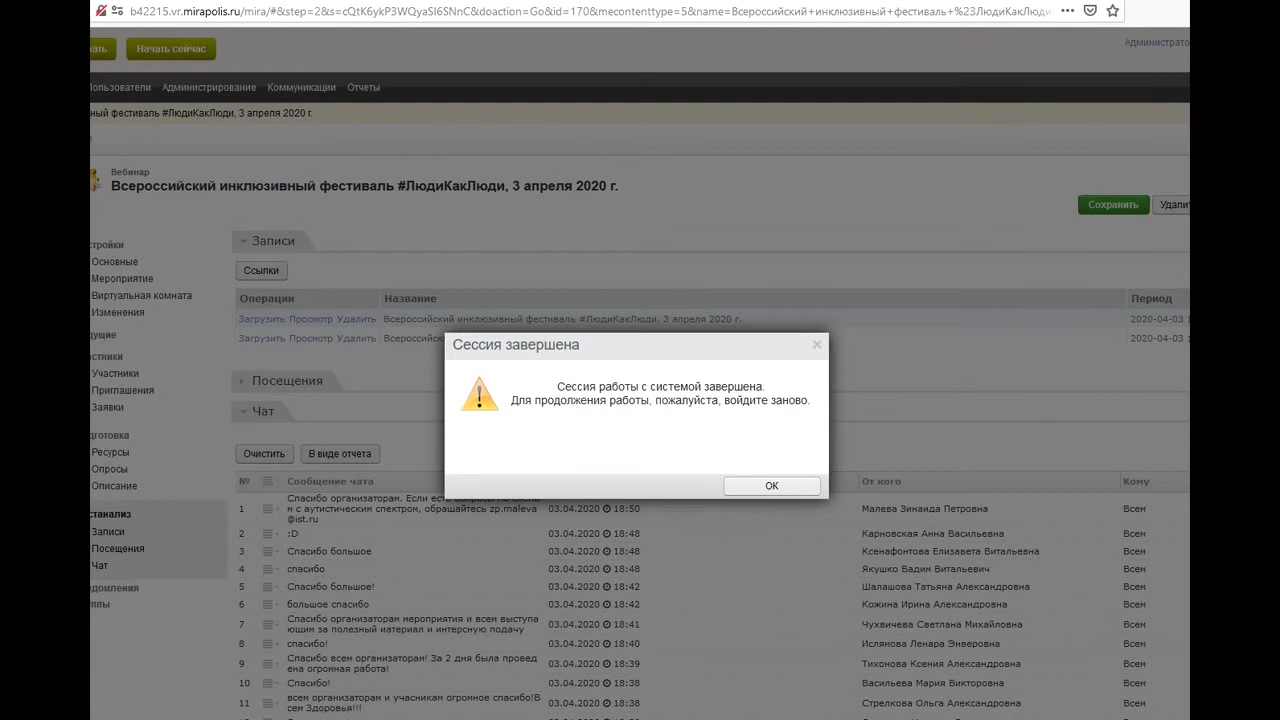 b42215.vr.mirapolis.ru/mira/#&step=2&s=cQtK6ykP3WQyaSI6SNnC&doaction=Go&id=170&mecontenttype=5&name=Всероссийский+инклюзивный+фестиваль+%23ЛюдиКакЛюди
Начать сейчас
Администрато
Пользователи Администрирование Коммуникации Отчеты
ный фестиваль #ЛюдиКакЛюди, 3 апреля 2020 г.
Вебинар
Всероссийский инклюзивный фестиваль #ЛюдиКакЛюди, 3 апреля 2020 г.
Сохранить Удали
стройки
Основные
Мероприятие
Виртуальная комната
Изменения
едущие
астники
Участники
Приглашения
Заявки
одготовка
Ресурсы
Опросы
Описание
станализ
Записи
Посещения
Чат
едомления
уппы
Записи
Ссылки
Операции Название Период
Загрузить Просмотр Удалить Всероссийский инклюзивный фестиваль #ЛюдиКакЛюди, 3 апреля 2020 г. 2020-04-03 1
Загрузить Просмотр Удалить Всероссийс 2020-04-03 1
Посещения
Чат
Очистить В виде отчета
Сессия завершена
Сессия работы с системой завершена.
Для продолжения работы, пожалуйста, войдите заново.
ОК
№ Сообщение чата От кого Кому
Спасибо организаторам. Если есть
1 м с аутистическим спектром, обращайтесь zp.maleva 03.04.2020 18:50 Малева Зинаида Петровна Всем
@ist.ru
2 :D 03.04.2020 18:48 Карновская Анна Васильевна Всем
3 Спасибо большое 03.04.2020 18:48 Ксенафонтова Елизавета Витальевна Всем
4 спасибо 03.04.2020 18:48 Якушко Вадим Витальевич Всем
5 Спасибо большое! 03.04.2020 18:42 Шалашова Татьяна Александровна Всем
6 большое спасибо 03.04.2020 18:42 Кожина Ирина Александровна Всем
7 Спасибо организаторам мероприятия и всем выступа 03.04.2020 18:41 Чухвичева Светлана Михайловна Всем
ющим за полезный иатериал и интерсную подачу
8 спасибо! 03.04.2020 18:40 Ислямова Ленара Энверовна Всем
9 Спасибо всем организаторам! За 2 дня была провед 03.04.2020 18:39 Тихонова Ксения Александровна Всем
ена огромная работа!
10 Спасибо! 03.04.2020 18:38 Васильева Мария Викторовна Всем
11 всем организаторам и учасникам огромное спасибо!В 03.04.2020 18:38 Стрелкова Ольга Александровна Всем
сем Здоровья!!!